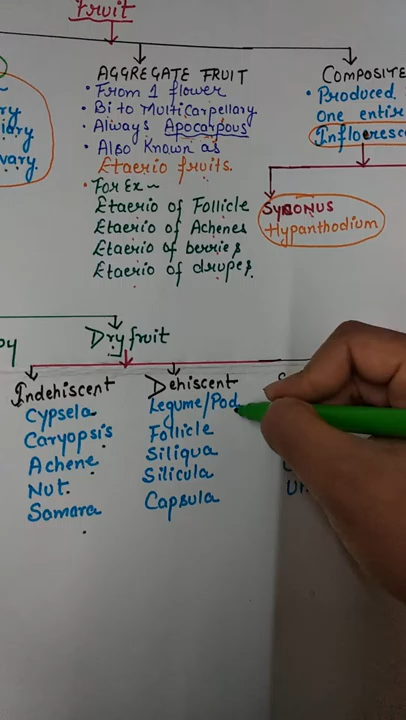 Fruit
AGGREGATE FRUIT
• From 1 flower
• Bi to Multicarpellary
• Always Apocarpous
• Also Known as
Etaerio fruits.
• For Ex ~
Etaerio of Follicle
Etaerio of Achenes
Etaerio of berries
Etaerio of drupes.
COMPOSITE
• Produced
one entire
Infloresc
Syconus
Hypanthodium
Dry fruit
Indehiscent
Cypsela
Caryopsis
Achene
Nut.
Samara
Dehiscent
Legume/Pod
Follicle
Siliqua
Silicula
Capsula